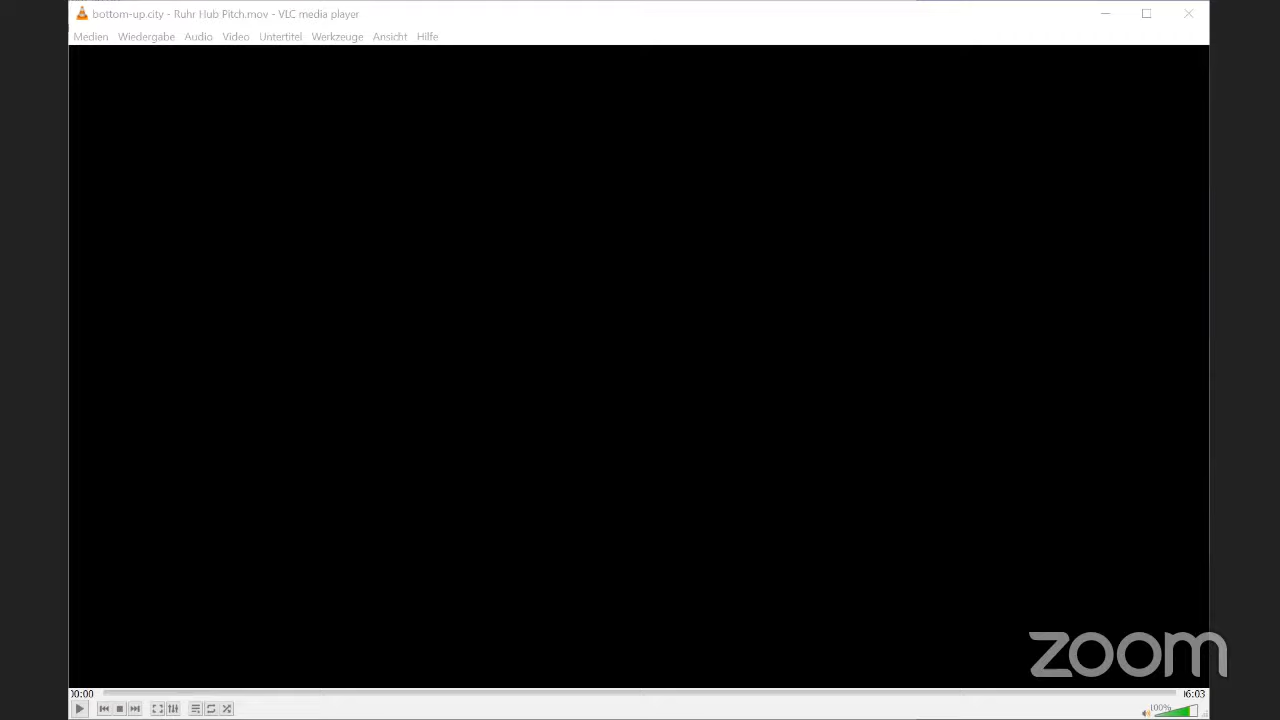 bottom-up.city - Ruhr Hub Pitch.mov - VLC media player
Medien Wiedergabe Audio Video Untertitel Werkzeuge Ansicht Hilfe
zoom
00:00
06:03
100%